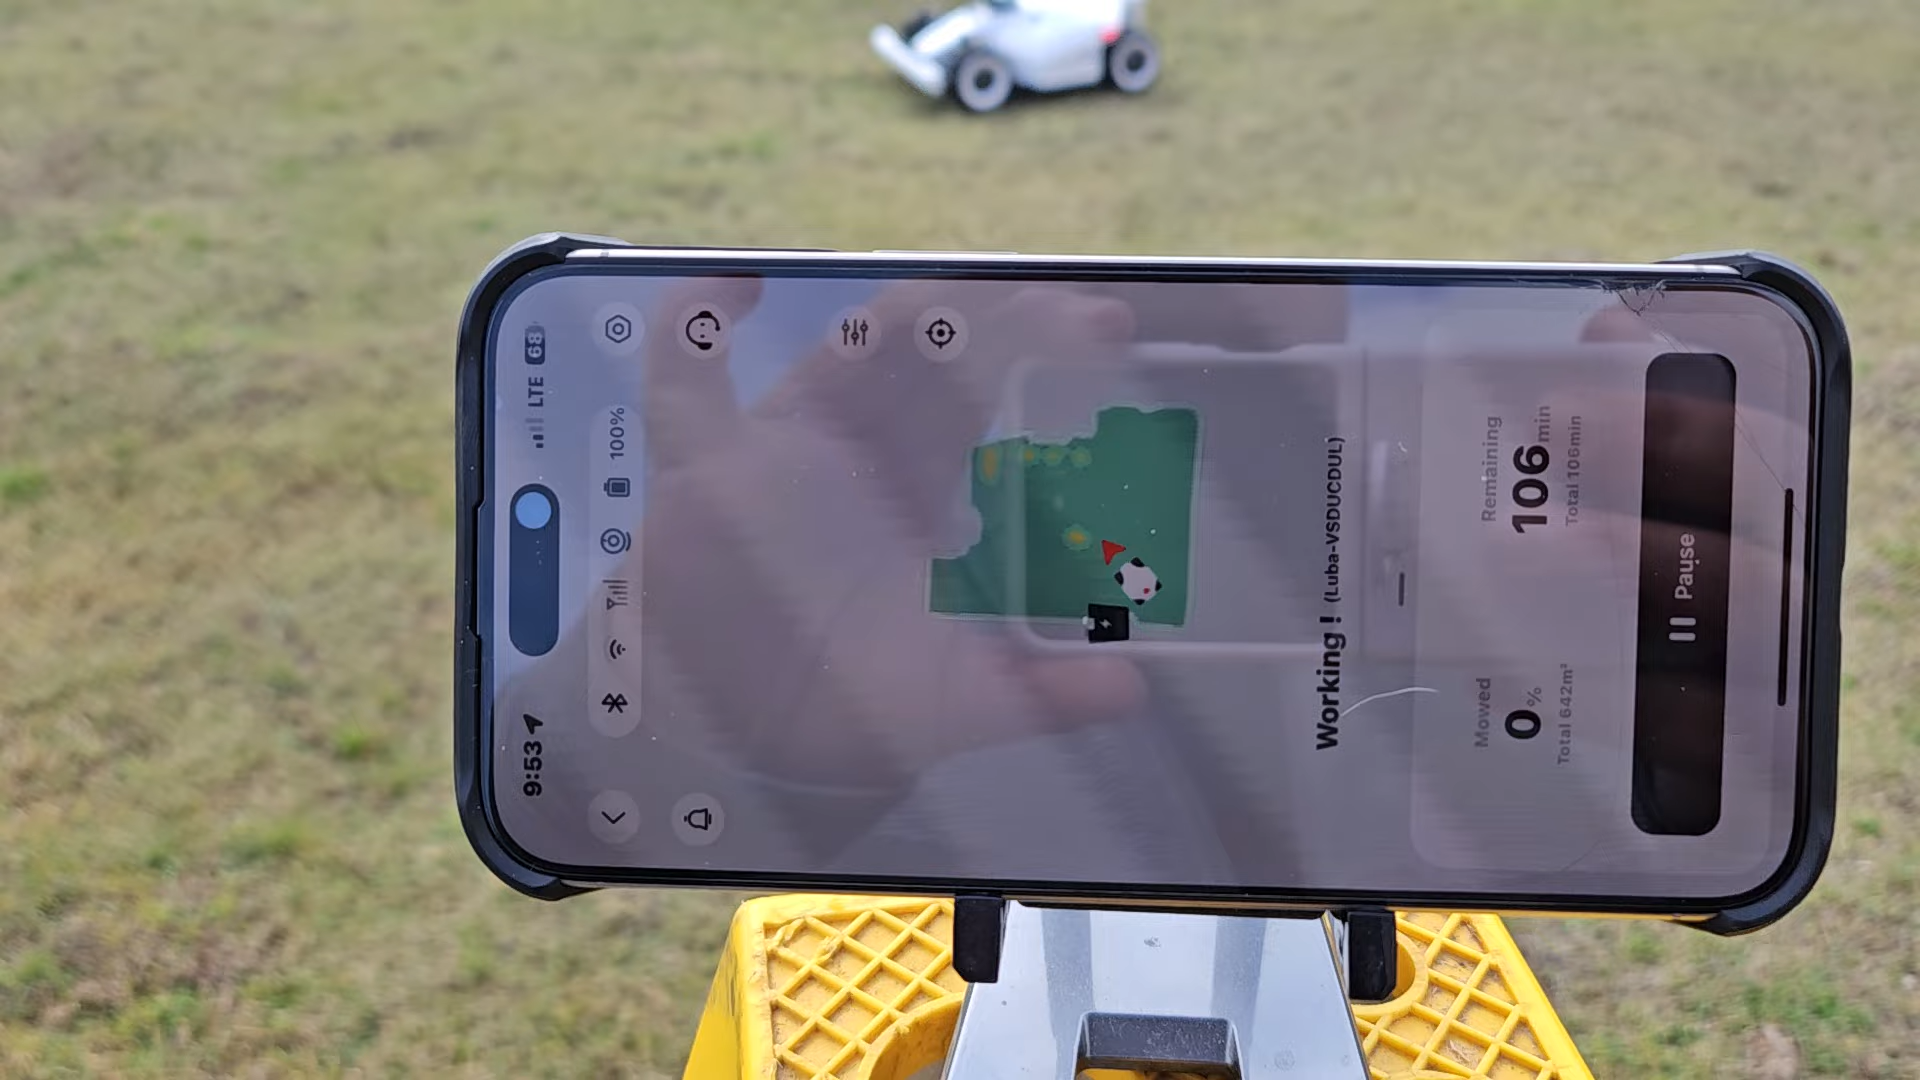 9:53
LTE 68
100%
Working ! (Luba-VSDUCDUL)
Mowed
0%
Total 642m²
Remaining
106min
Total 106min
Pause